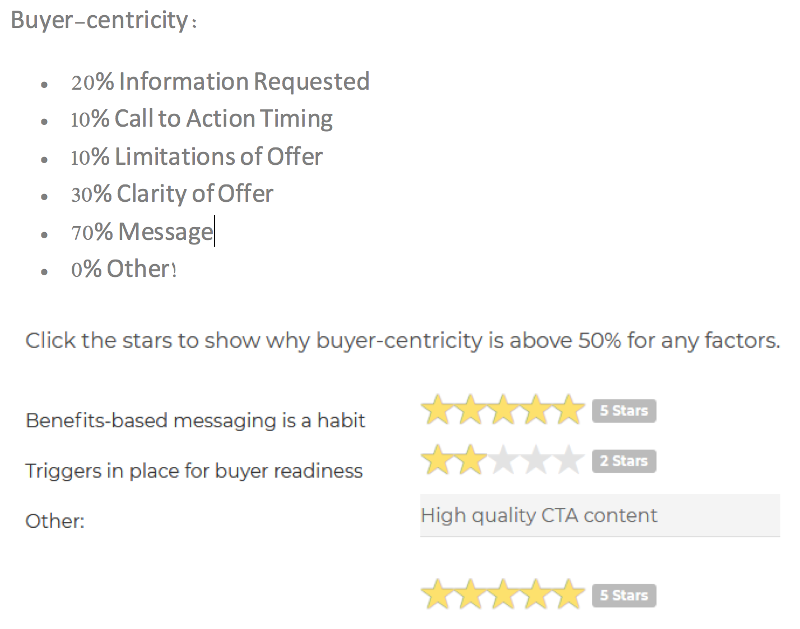 Buyer-centricity:
• 20% Information Requested
• 10% Call to Action Timing
• 10% Limitations of Offer
• 30% Clarity of Offer
• 70% Message
• 0% Other!
Click the stars to show why buyer-centricity is above 50% for any factors.
Benefits-based messaging is a habit 5 Stars
Triggers in place for buyer readiness 2 Stars
Other: High quality CTA content
5 Stars